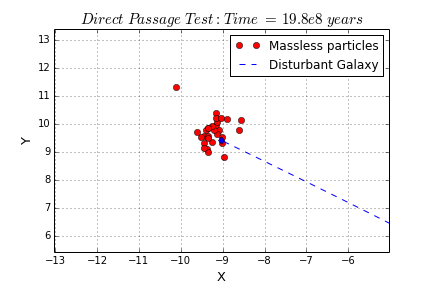 Direct Passage Test : Time = 19.8e8 years
Massless particles
Disturbant Galaxy
13
12
11
10
9
8
7
6
Y
−13 −12 −11 −10 −9 −8 −7 −6
X